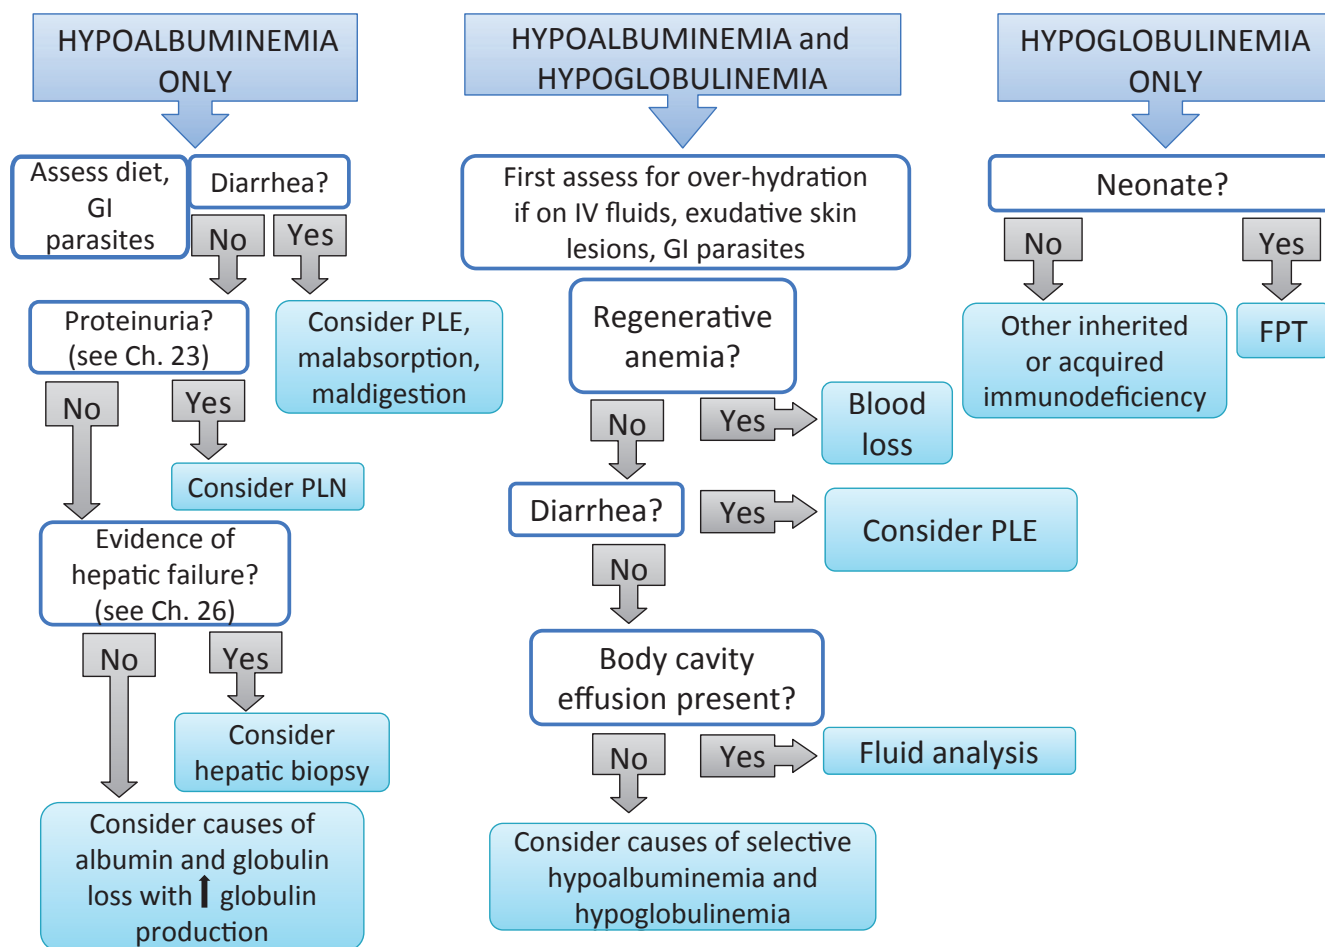 HYPOALBUMINEMIA
ONLY
Assess diet,
GI
parasites
Diarrhea?
No
Yes
Proteinuria?
(see Ch. 23)
Consider PLE,
malabsorption,
maldigestion
No
Yes
Consider PLN
Evidence of
hepatic failure?
(see Ch. 26)
No
Yes
Consider
hepatic biopsy
Consider causes of
albumin and globulin
loss with ⬆ globulin
production
HYPOALBUMINEMIA and
HYPOGLOBULINEMIA
First assess for over-hydration
if on IV fluids, exudative skin
lesions, GI parasites
Regenerative
anemia?
No
Yes
Blood
loss
Diarrhea?
Yes
Consider PLE
No
Body cavity
effusion present?
No
Yes
Fluid analysis
Consider causes of selective
hypoalbuminemia and
hypoglobulinemia
HYPOGLOBULINEMIA
ONLY
Neonate?
No
Yes
Other inherited
or acquired
immunodeficiency
FPT